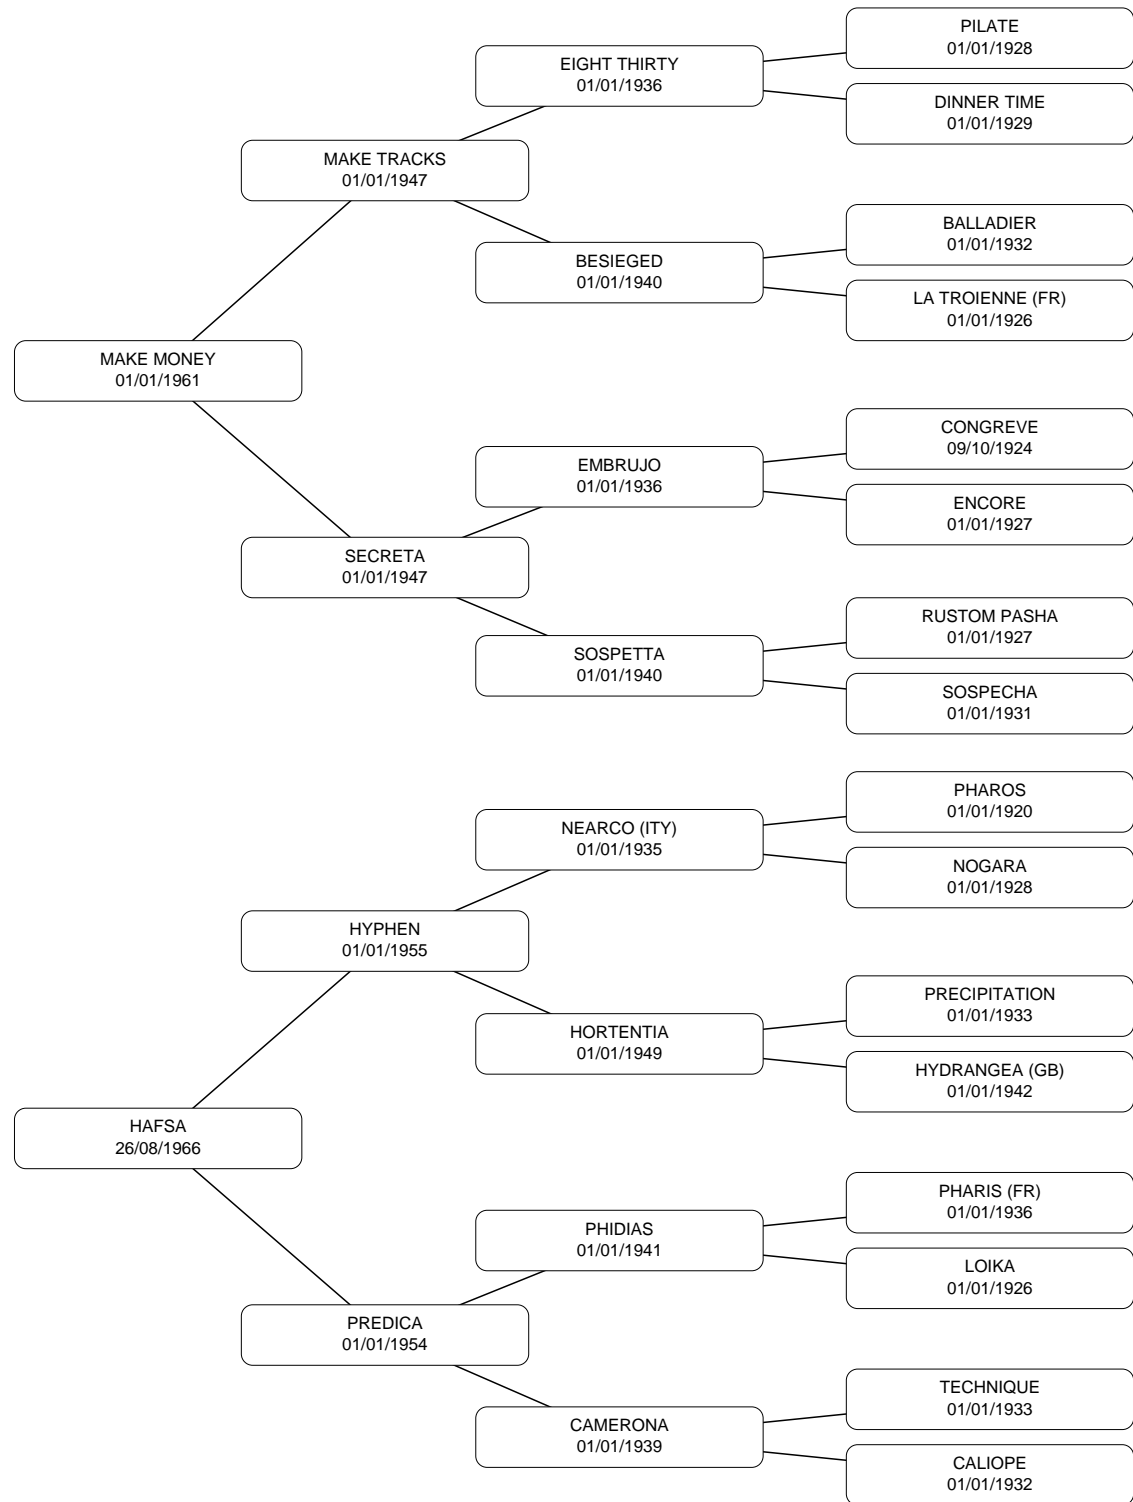 PILATE
01/01/1928
EIGHT THIRTY
01/01/1936
DINNER TIME
01/01/1929
MAKE TRACKS
01/01/1947
BALLADIER
01/01/1932
BESIEGED
01/01/1940
LA TROIENNE (FR)
01/01/1926
MAKE MONEY
01/01/1961
CONGREVE
09/10/1924
EMBRUJO
01/01/1936
ENCORE
01/01/1927
SECRETA
01/01/1947
RUSTOM PASHA
01/01/1927
SOSPETTA
01/01/1940
SOSPECHA
01/01/1931
PHAROS
01/01/1920
NEARCO (ITY)
01/01/1935
NOGARA
01/01/1928
HYPHEN
01/01/1955
PRECIPITATION
01/01/1933
HORTENTIA
01/01/1949
HYDRANGEA (GB)
01/01/1942
HAFSA
26/08/1966
PHARIS (FR)
01/01/1936
PHIDIAS
01/01/1941
LOIKA
01/01/1926
PREDICA
01/01/1954
TECHNIQUE
01/01/1933
CAMERONA
01/01/1939
CALIOPE
01/01/1932